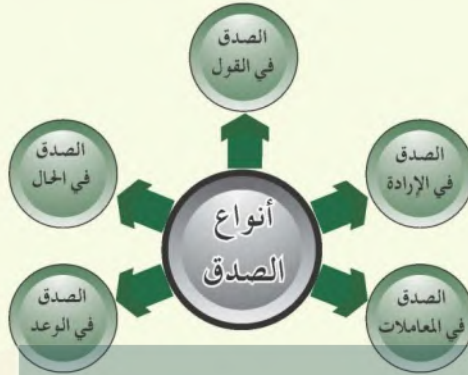 الصدق
في القول
الصدق
في الإرادة
الصدق
في الحال
أنواع
الصدق
الصدق
في المعاملات
الصدق
في الوعد